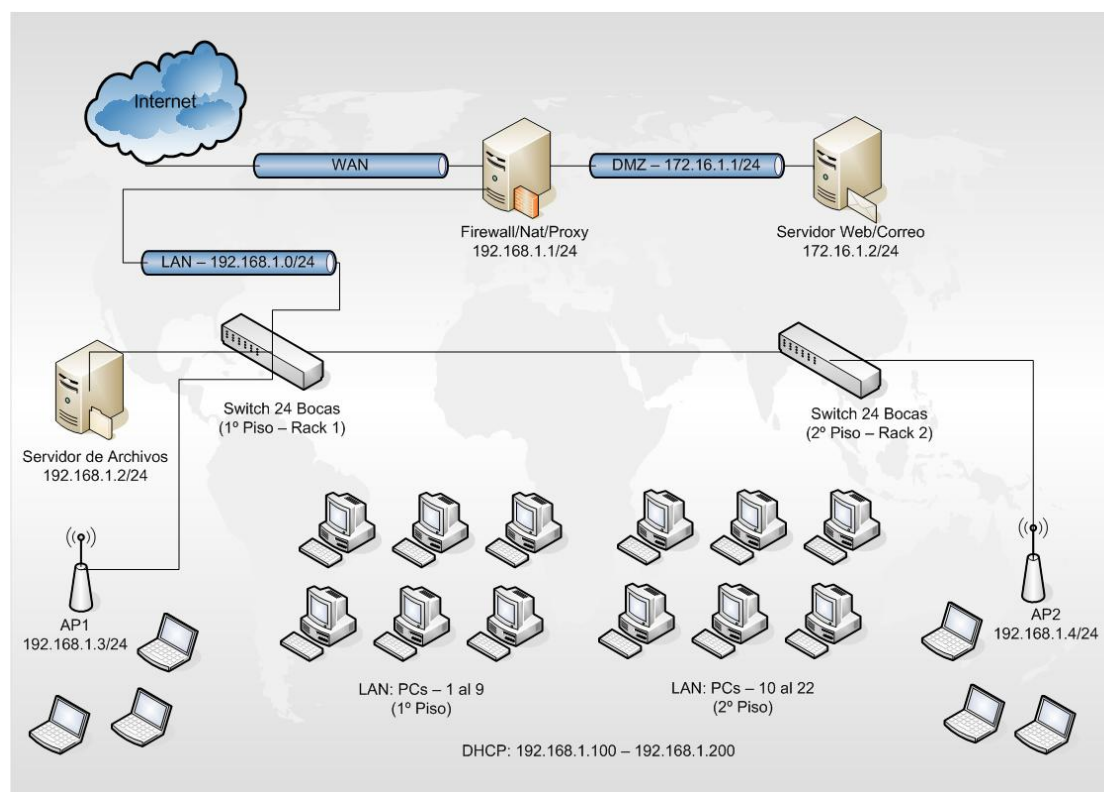 Internet
WAN
DMZ – 172.16.1.1/24
Firewall/Nat/Proxy
192.168.1.1/24
Servidor Web/Correo
172.16.1.2/24
LAN – 192.168.1.0/24
Switch 24 Bocas
(1º Piso – Rack 1)
Switch 24 Bocas
(2º Piso – Rack 2)
Servidor de Archivos
192.168.1.2/24
AP1
192.168.1.3/24
AP2
192.168.1.4/24
LAN: PCs – 1 al 9
(1º Piso)
LAN: PCs – 10 al 22
(2º Piso)
DHCP: 192.168.1.100 – 192.168.1.200